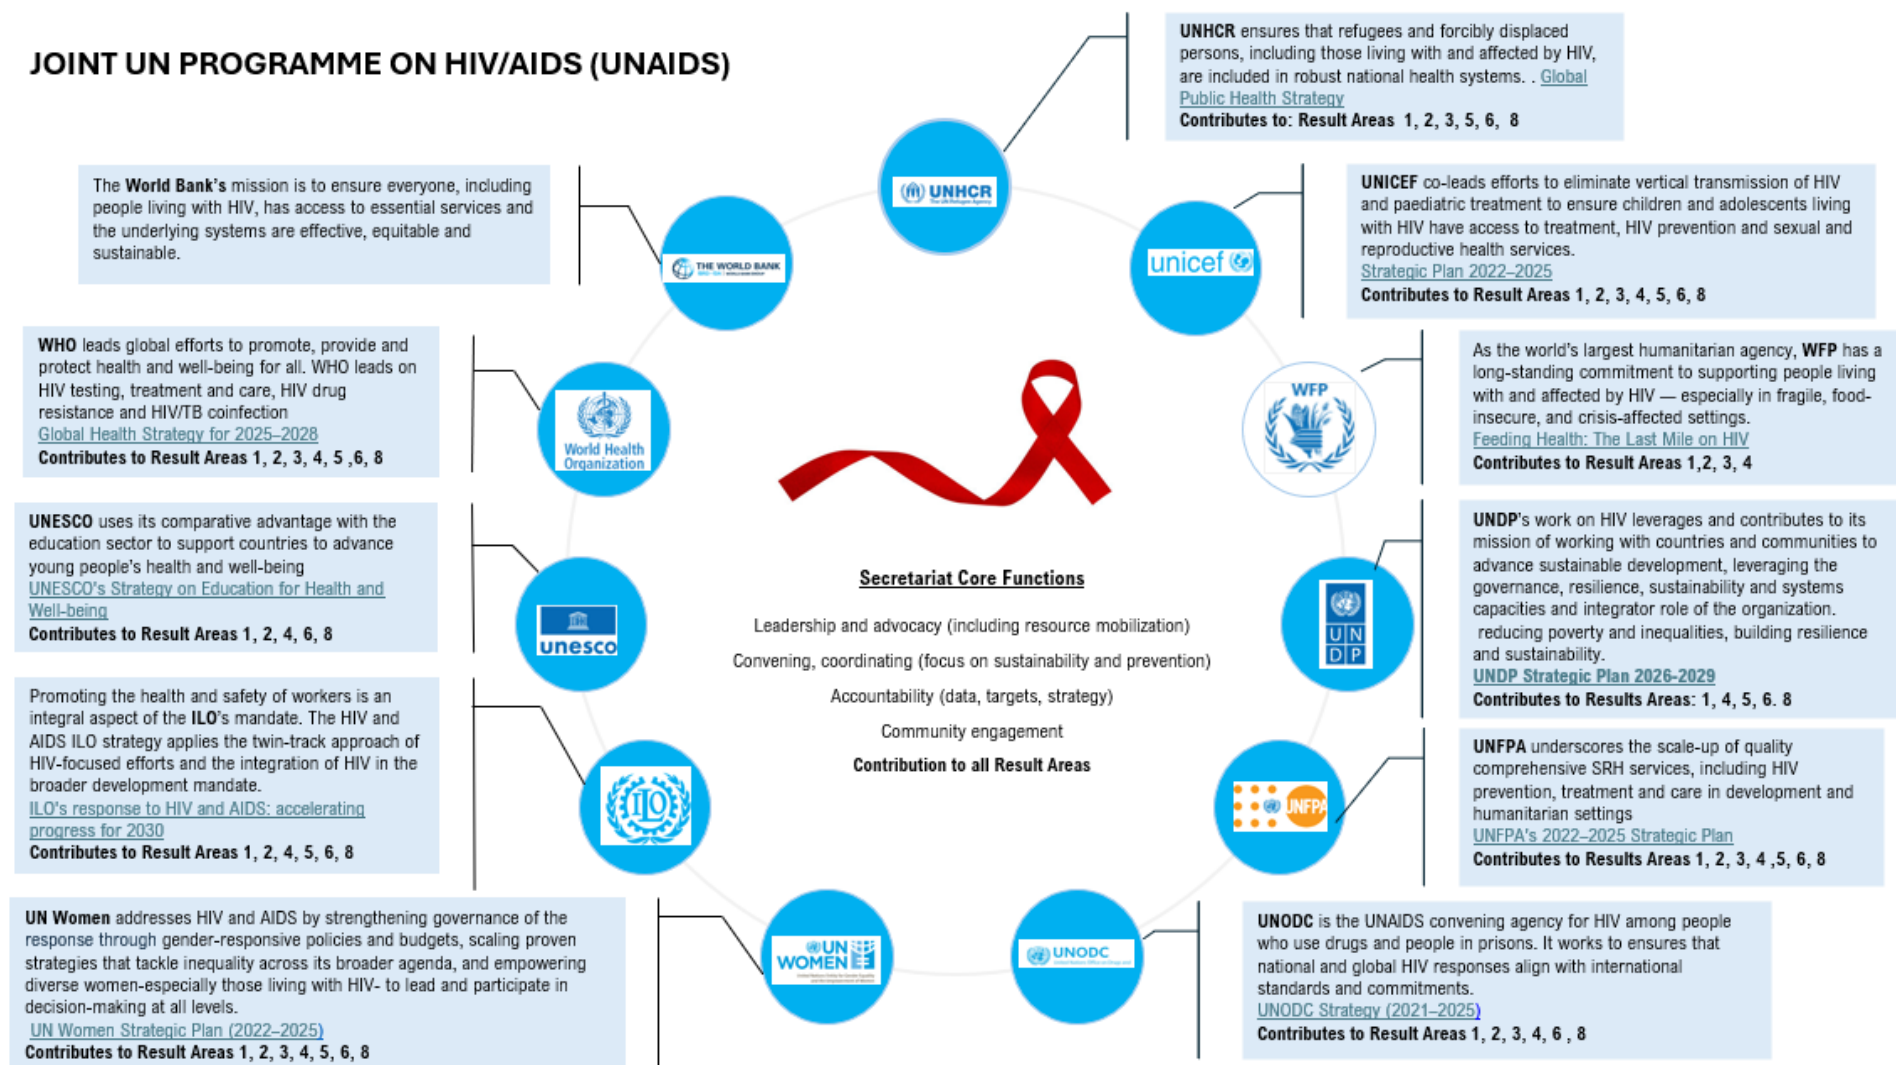 JOINT UN PROGRAMME ON HIV/AIDS (UNAIDS)
UNHCR ensures that refugees and forcibly displaced
persons, including those living with and affected by HIV,
are included in robust national health systems. . Global
Public Health Strategy
Contributes to: Result Areas 1, 2, 3, 5, 6, 8
UNHCR
The UN Refugee Agency
The World Bank's mission is to ensure everyone, including
people living with HIV, has access to essential services and
the underlying systems are effective, equitable and
sustainable.
THE WORLD BANK
UNICEF co-leads efforts to eliminate vertical transmission of HIV
and paediatric treatment to ensure children and adolescents living
with HIV have access to treatment, HIV prevention and sexual and
reproductive health services.
Strategic Plan 2022–2025
Contributes to Result Areas 1, 2, 3, 4, 5, 6, 8
unicef
WHO leads global efforts to promote, provide and
protect health and well-being for all. WHO leads on
HIV testing, treatment and care, HIV drug
resistance and HIV/TB coinfection
Global Health Strategy for 2025–2028
Contributes to Result Areas 1, 2, 3, 4, 5 ,6, 8
World Health
Organization
As the world's largest humanitarian agency, WFP has a
long-standing commitment to supporting people living
with and affected by HIV — especially in fragile, food-
insecure, and crisis-affected settings.
Feeding Health: The Last Mile on HIV
Contributes to Result Areas 1,2, 3, 4
WFP
UNESCO uses its comparative advantage with the
education sector to support countries to advance
young people's health and well-being
UNESCO's Strategy on Education for Health and
Well-being
Contributes to Result Areas 1, 2, 4, 6, 8
unesco
UNDP's work on HIV leverages and contributes to its
mission of working with countries and communities to
advance sustainable development, leveraging the
governance, resilience, sustainability and systems
capacities and integrator role of the organization.
reducing poverty and inequalities, building resilience
and sustainability.
UNDP Strategic Plan 2026-2029
Contributes to Results Areas: 1, 4, 5, 6. 8
U N
D P
Secretariat Core Functions
Leadership and advocacy (including resource mobilization)
Convening, coordinating (focus on sustainability and prevention)
Accountability (data, targets, strategy)
Community engagement
Contribution to all Result Areas
Promoting the health and safety of workers is an
integral aspect of the ILO's mandate. The HIV and
AIDS ILO strategy applies the twin-track approach of
HIV-focused efforts and the integration of HIV in the
broader development mandate.
ILO's response to HIV and AIDS: accelerating
progress for 2030
Contributes to Result Areas 1, 2, 4, 5, 6, 8
ILO
UNFPA underscores the scale-up of quality
comprehensive SRH services, including HIV
prevention, treatment and care in development and
humanitarian settings
UNFPA's 2022–2025 Strategic Plan
Contributes to Results Areas 1, 2, 3, 4 ,5, 6, 8
UNFPA
UN Women addresses HIV and AIDS by strengthening governance of the
response through gender-responsive policies and budgets, scaling proven
strategies that tackle inequality across its broader agenda, and empowering
diverse women-especially those living with HIV- to lead and participate in
decision-making at all levels.
UN Women Strategic Plan (2022–2025)
Contributes to Result Areas 1, 2, 3, 4, 5, 6, 8
UN
WOMEN
UNODC
UNODC is the UNAIDS convening agency for HIV among people
who use drugs and people in prisons. It works to ensures that
national and global HIV responses align with international
standards and commitments.
UNODC Strategy (2021–2025)
Contributes to Result Areas 1, 2, 3, 4, 6 , 8